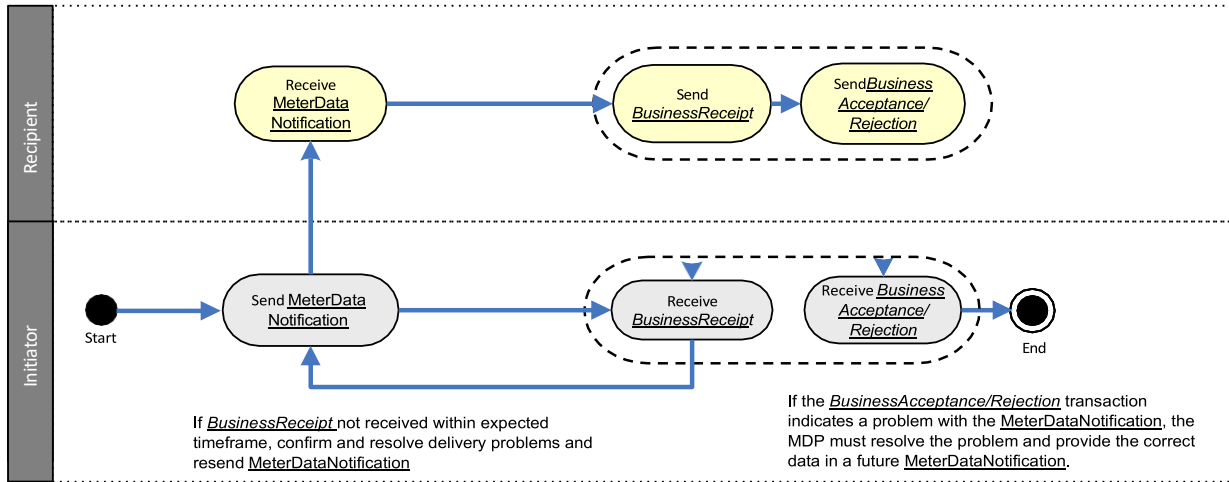 Recipient
Receive
MeterData
Notification
Send
BusinessReceipt
SendBusiness
Acceptance/
Rejection
Initiator
Start
Send MeterData
Notification
Receive
BusinessReceipt
Receive Business
Acceptance/
Rejection
End
If BusinessReceipt not received within expected
timeframe, confirm and resolve delivery problems and
resend MeterDataNotification
If the BusinessAcceptance/Rejection transaction
indicates a problem with the MeterDataNotification, the
MDP must resolve the problem and provide the correct
data in a future MeterDataNotification.